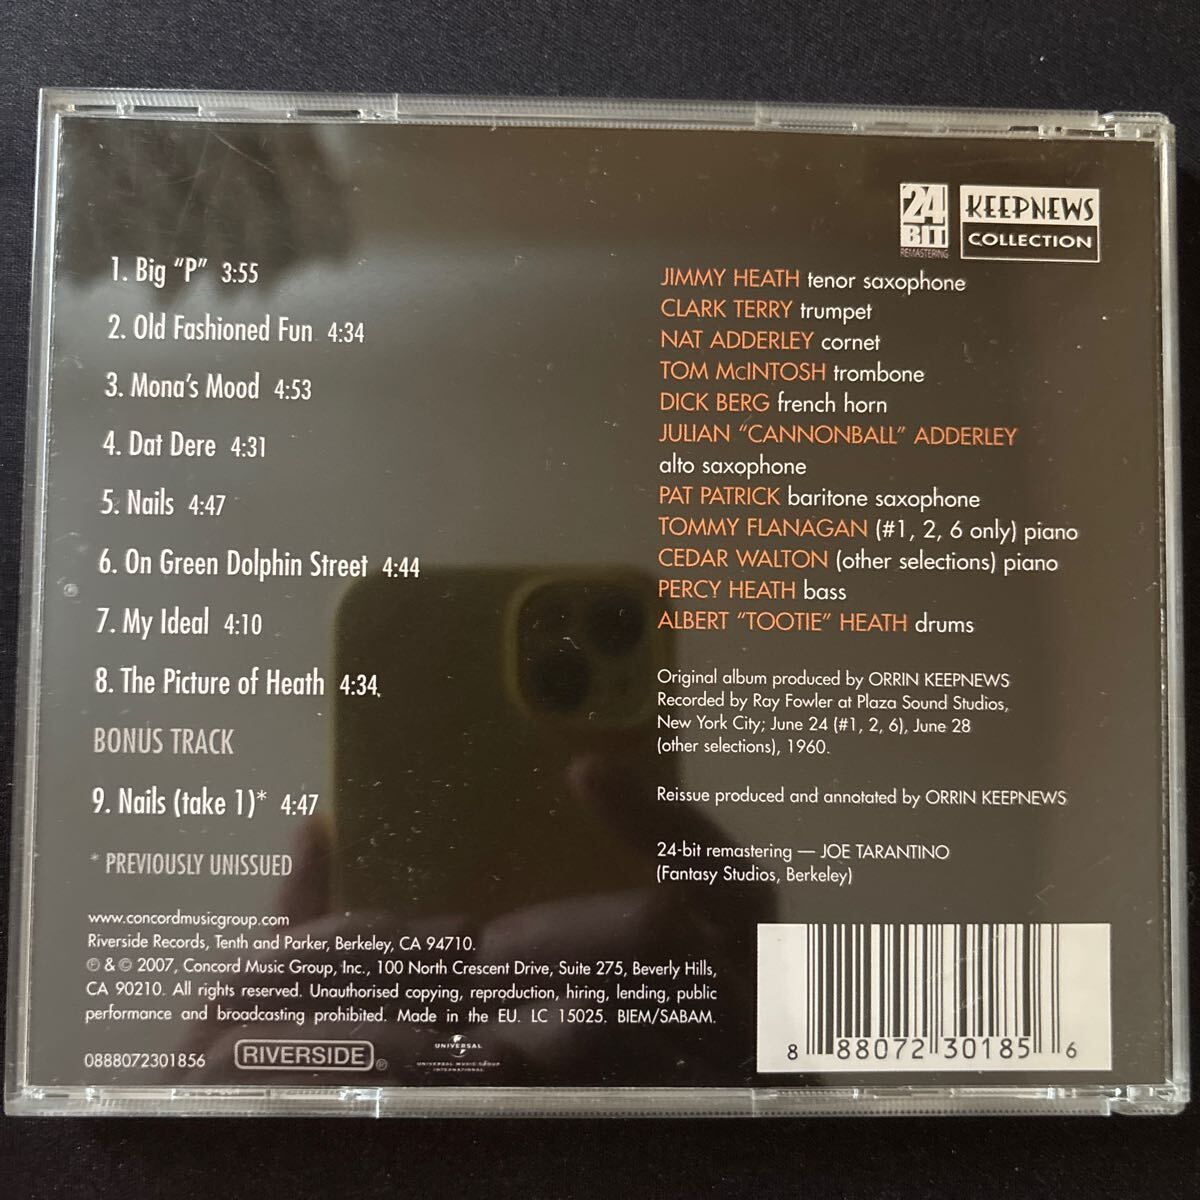 24
BIT
REMASTERING
KEEPNEWS
COLLECTION
1. Big “P” 3:55
2. Old Fashioned Fun 4:34
3. Mona’s Mood 4:53
4. Dat Dere 4:31
5. Nails 4:47
6. On Green Dolphin Street 4:44
7. My Ideal 4:10
8. The Picture of Heath 4:34
BONUS TRACK
9. Nails (take 1)* 4:47
* PREVIOUSLY UNISSUED
JIMMY HEATH tenor saxophone
CLARK TERRY trumpet
NAT ADDERLEY cornet
TOM McINTOSH trombone
DICK BERG french horn
JULIAN “CANNONBALL” ADDERLEY
alto saxophone
PAT PATRICK baritone saxophone
TOMMY FLANAGAN (#1, 2, 6 only) piano
CEDAR WALTON (other selections) piano
PERCY HEATH bass
ALBERT “TOOTIE” HEATH drums
Original album produced by ORRIN KEEPNEWS
Recorded by Ray Fowler at Plaza Sound Studios,
New York City; June 24 (#1, 2, 6), June 28
(other selections), 1960.
Reissue produced and annotated by ORRIN KEEPNEWS
24-bit remastering — JOE TARANTINO
(Fantasy Studios, Berkeley)
www.concordmusicgroup.com
Riverside Records, Tenth and Parker, Berkeley, CA 94710.
℗ & © 2007, Concord Music Group, Inc., 100 North Crescent Drive, Suite 275, Beverly Hills,
CA 90210. All rights reserved. Unauthorised copying, reproduction, hiring, lending, public
performance and broadcasting prohibited. Made in the EU. LC 15025. BIEM/SABAM.
0888072301856
RIVERSIDE®
UNIVERSAL
UNIVERSAL MUSIC GROUP
INTERNATIONAL
8 88072 30185 6